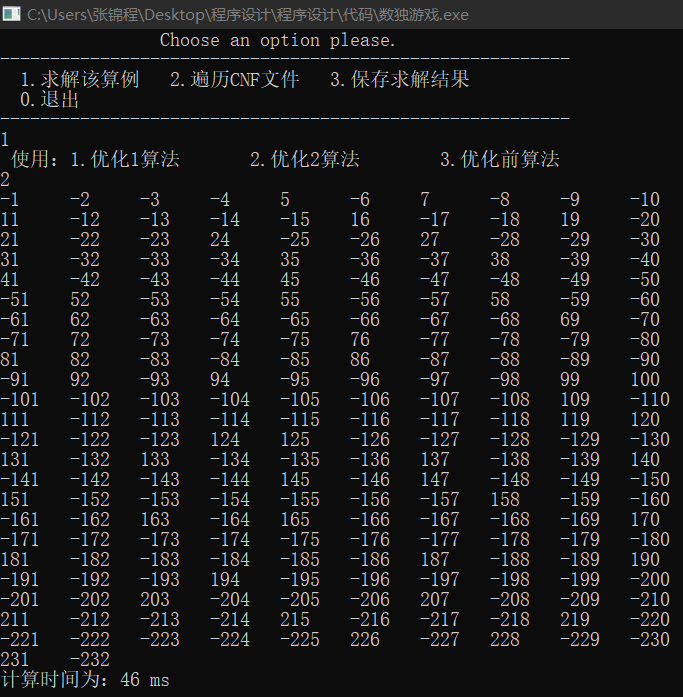 C:\Users\张锦程\Desktop\程序设计\程序设计\代码\数独游戏.exe
Choose an option please.
---------------------------------------------------------
1.求解该算例 2.遍历CNF文件 3.保存求解结果
0.退出
---------------------------------------------------------
1
使用: 1.优化1算法 2.优化2算法 3.优化前算法
2
-1 -2 -3 -4 5 -6 7 -8 -9 -10
11 -12 -13 -14 -15 16 -17 -18 19 -20
21 -22 -23 24 -25 -26 27 -28 -29 -30
31 -32 -33 -34 35 -36 -37 38 -39 -40
41 -42 -43 -44 45 -46 -47 -48 -49 -50
-51 52 -53 -54 55 -56 -57 58 -59 -60
-61 62 -63 -64 -65 -66 -67 -68 69 -70
-71 72 -73 -74 -75 76 -77 -78 -79 -80
81 82 -83 -84 -85 86 -87 -88 -89 -90
-91 92 -93 94 -95 -96 -97 -98 99 100
-101 -102 -103 -104 -105 -106 -107 -108 109 -110
111 -112 -113 -114 -115 -116 -117 -118 119 120
-121 -122 -123 124 125 -126 -127 -128 -129 -130
131 -132 133 -134 -135 -136 137 -138 -139 140
-141 -142 -143 -144 145 -146 147 -148 -149 -150
151 -152 -153 -154 -155 -156 -157 158 -159 -160
-161 -162 163 -164 165 -166 -167 -168 -169 170
-171 -172 -173 -174 -175 -176 -177 -178 -179 -180
181 -182 -183 -184 -185 -186 187 -188 -189 190
-191 -192 -193 194 -195 -196 -197 -198 -199 -200
-201 -202 203 -204 -205 -206 207 -208 -209 -210
211 -212 -213 -214 215 -216 -217 -218 219 -220
-221 -222 -223 -224 -225 226 -227 228 -229 -230
231 -232
计算时间为: 46 ms